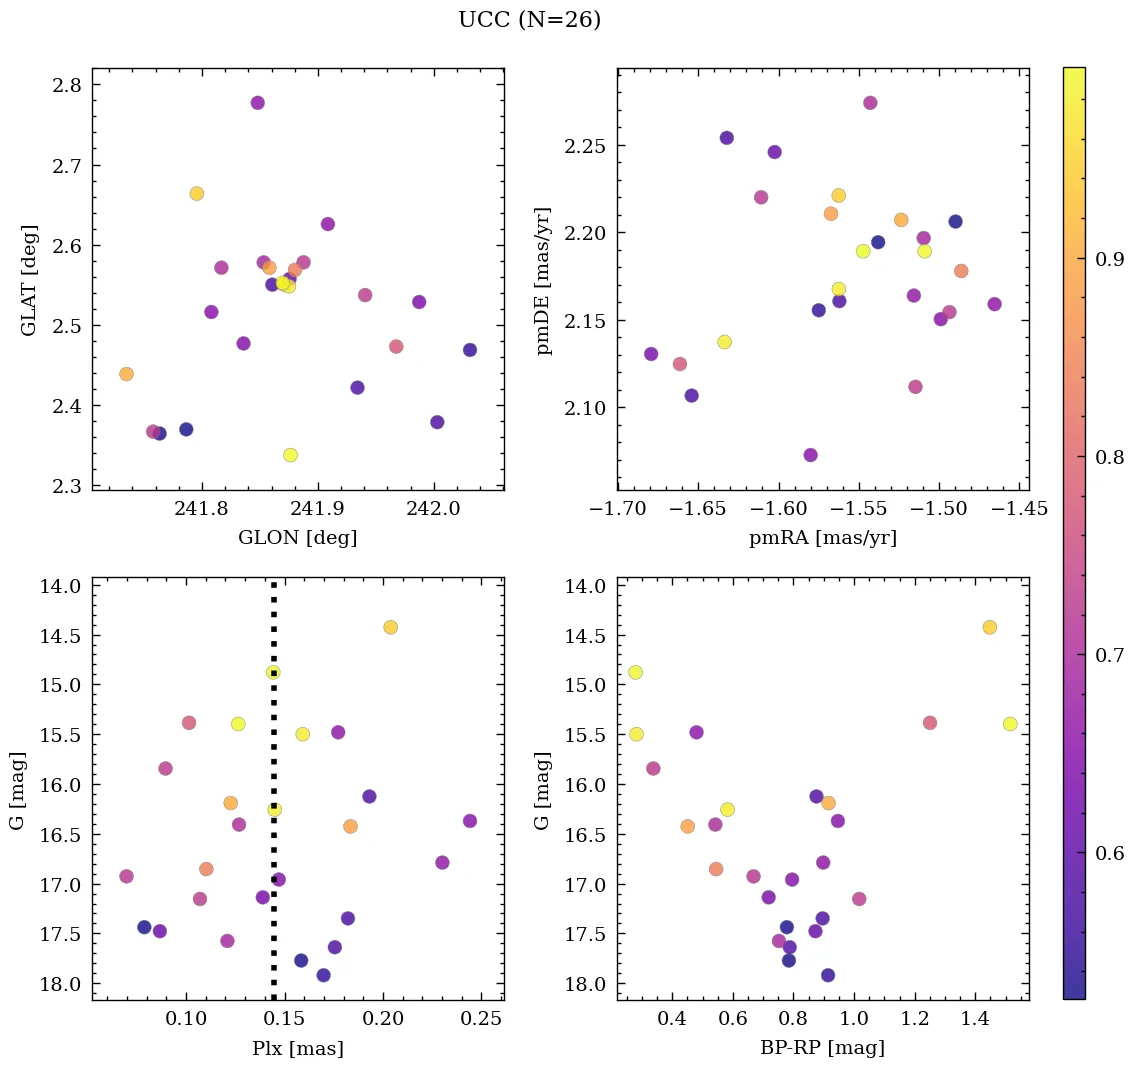 UCC (N=26)
2.8
2.7
2.6
2.5
2.4
2.3
GLAT [deg]
241.8 241.9 242.0
GLON [deg]
2.25
2.20
2.15
2.10
pmDE [mas/yr]
−1.70 −1.65 −1.60 −1.55 −1.50 −1.45
pmRA [mas/yr]
14.0
14.5
15.0
15.5
16.0
16.5
17.0
17.5
18.0
G [mag]
0.10 0.15 0.20 0.25
Plx [mas]
14.0
14.5
15.0
15.5
16.0
16.5
17.0
17.5
18.0
G [mag]
0.4 0.6 0.8 1.0 1.2 1.4
BP-RP [mag]
0.9
0.8
0.7
0.6